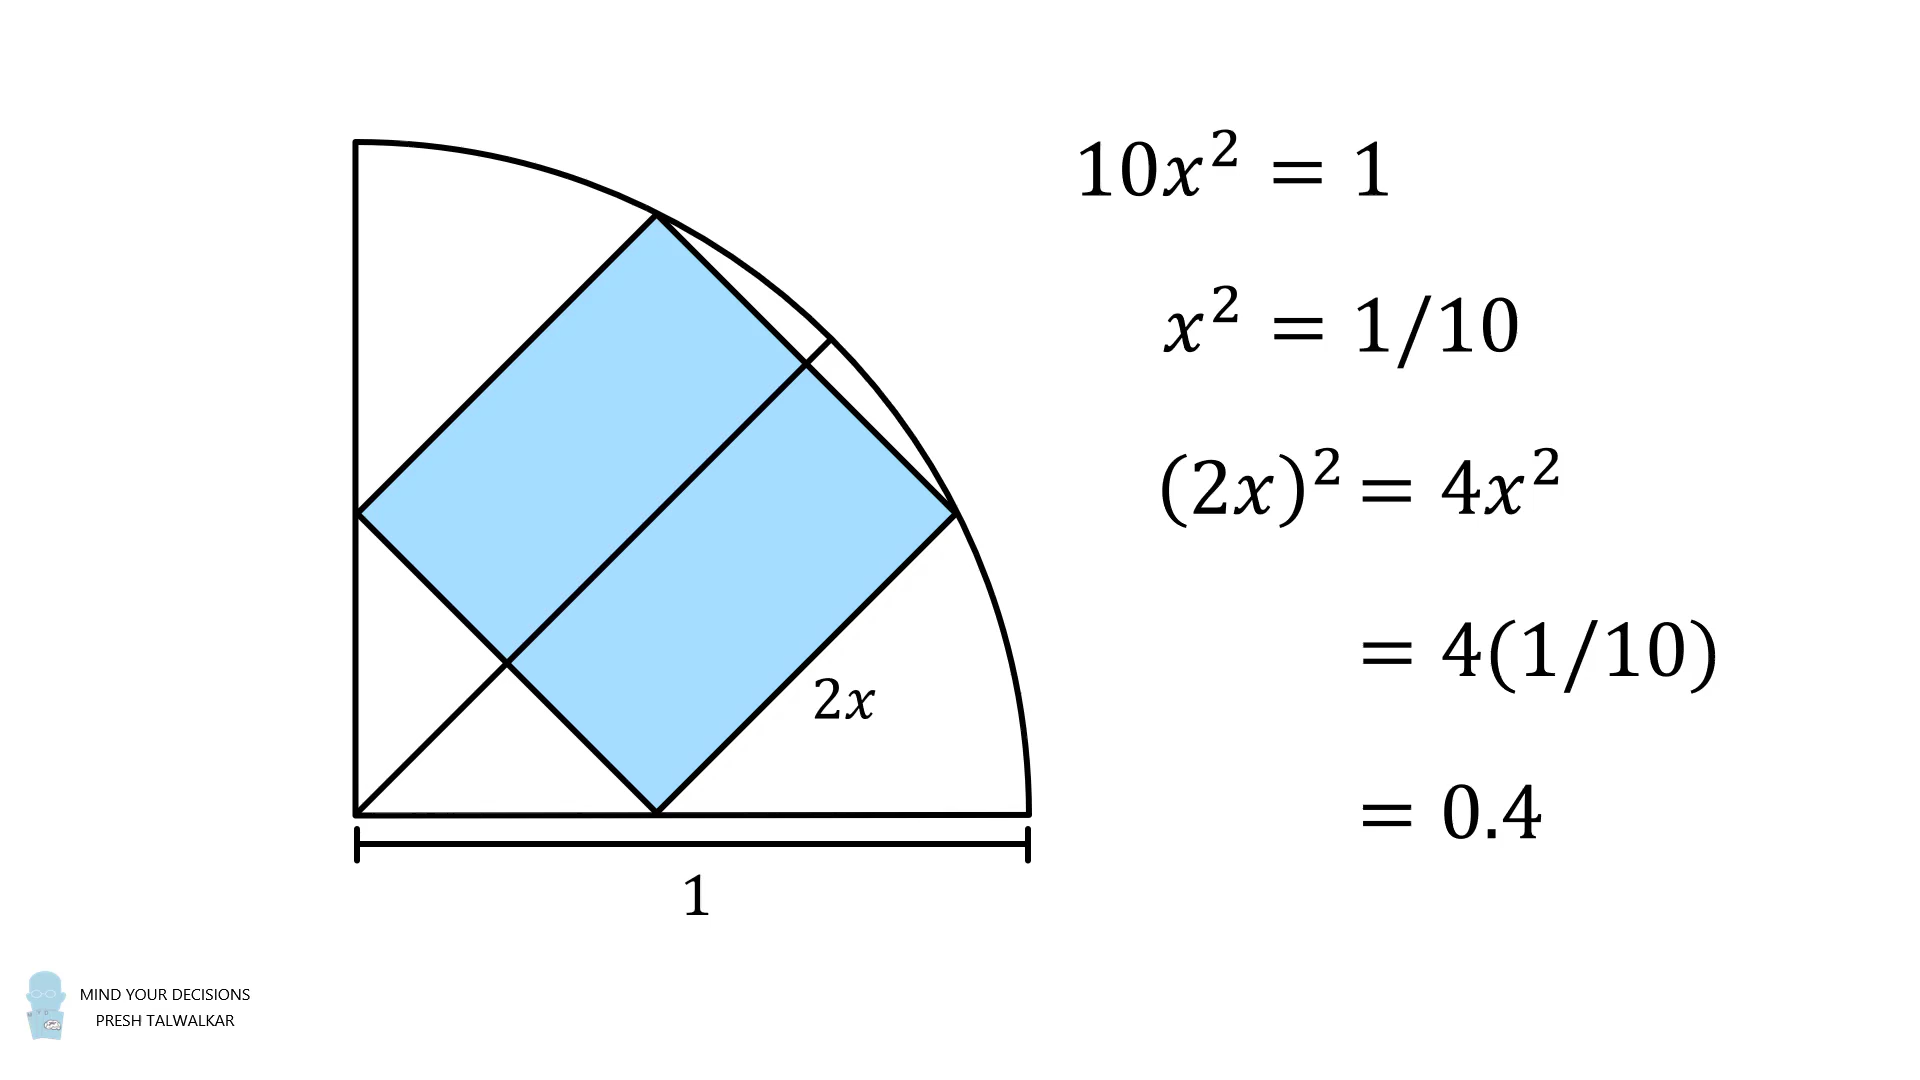 10x² = 1
x² = 1/10
(2x)² = 4x²
= 4(1/10)
= 0.4
2x
1
MIND YOUR DECISIONS
PRESH TALWALKAR